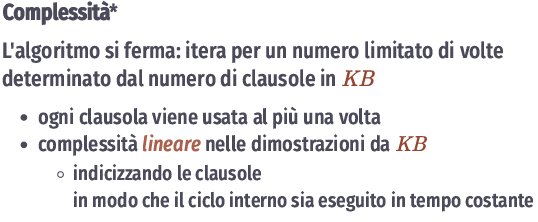 Complessità*
L'algoritmo si ferma: itera per un numero limitato di volte
determinato dal numero di clausole in KB
• ogni clausola viene usata al più una volta
• complessità lineare nelle dimostrazioni da KB
◦ indicizzando le clausole
in modo che il ciclo interno sia eseguito in tempo costante